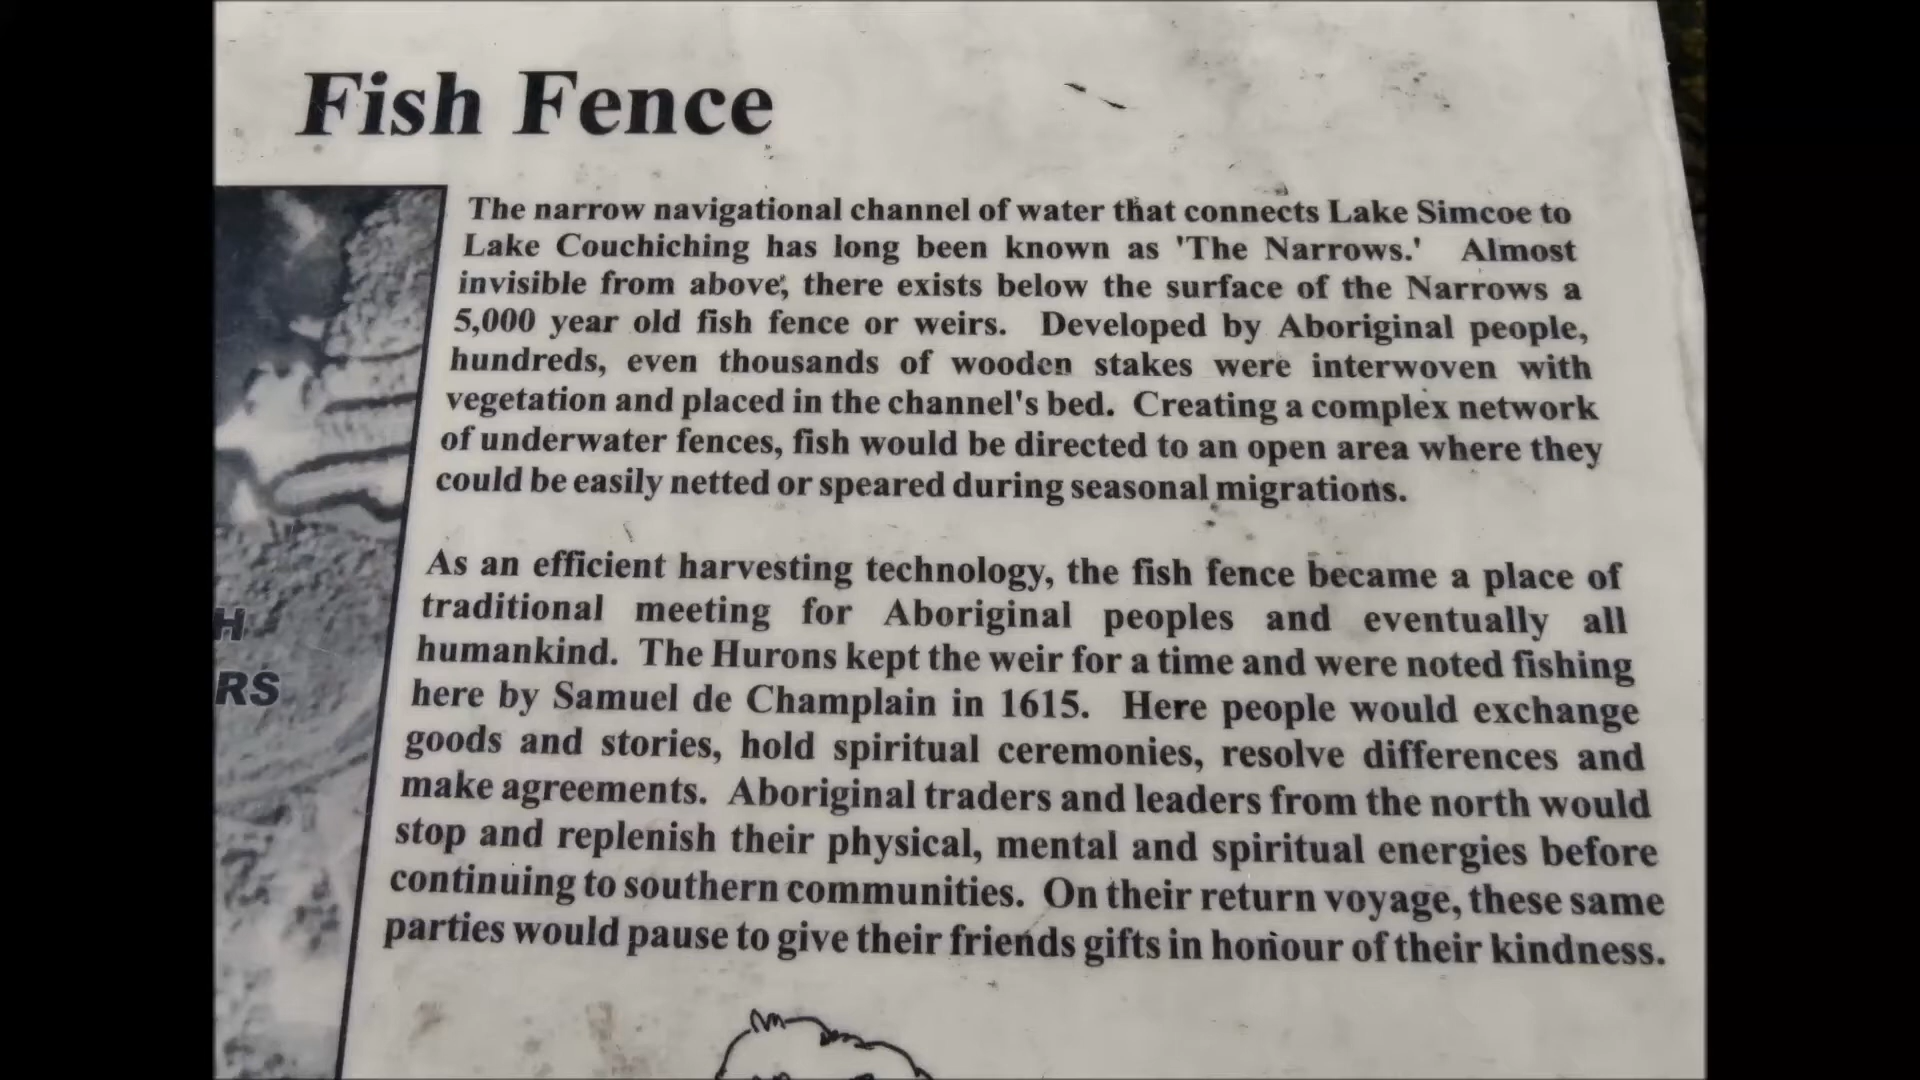 Fish Fence
The narrow navigational channel of water that connects Lake Simcoe to
Lake Couchiching has long been known as 'The Narrows.' Almost
invisible from above, there exists below the surface of the Narrows a
5,000 year old fish fence or weirs. Developed by Aboriginal people,
hundreds, even thousands of wooden stakes were interwoven with
vegetation and placed in the channel's bed. Creating a complex network
of underwater fences, fish would be directed to an open area where they
could be easily netted or speared during seasonal migrations.
As an efficient harvesting technology, the fish fence became a place of
traditional meeting for Aboriginal peoples and eventually all
humankind. The Hurons kept the weir for a time and were noted fishing
here by Samuel de Champlain in 1615. Here people would exchange
goods and stories, hold spiritual ceremonies, resolve differences and
make agreements. Aboriginal traders and leaders from the north would
stop and replenish their physical, mental and spiritual energies before
continuing to southern communities. On their return voyage, these same
parties would pause to give their friends gifts in honour of their kindness.
H
RS